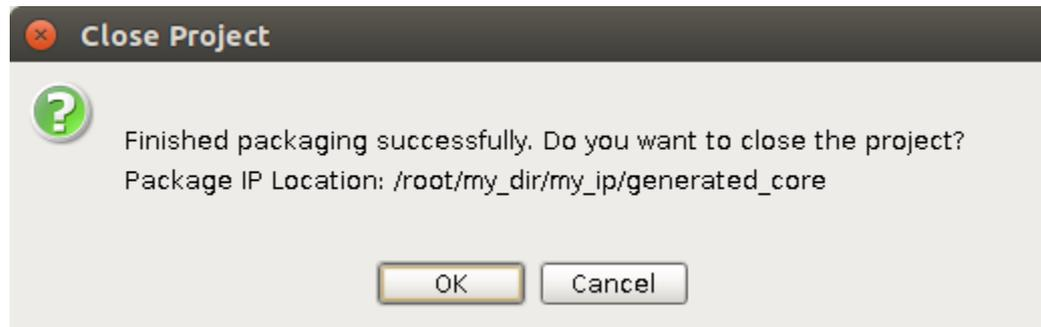 Close Project
Finished packaging successfully. Do you want to close the project?
Package IP Location: /root/my_dir/my_ip/generated_core
OK Cancel